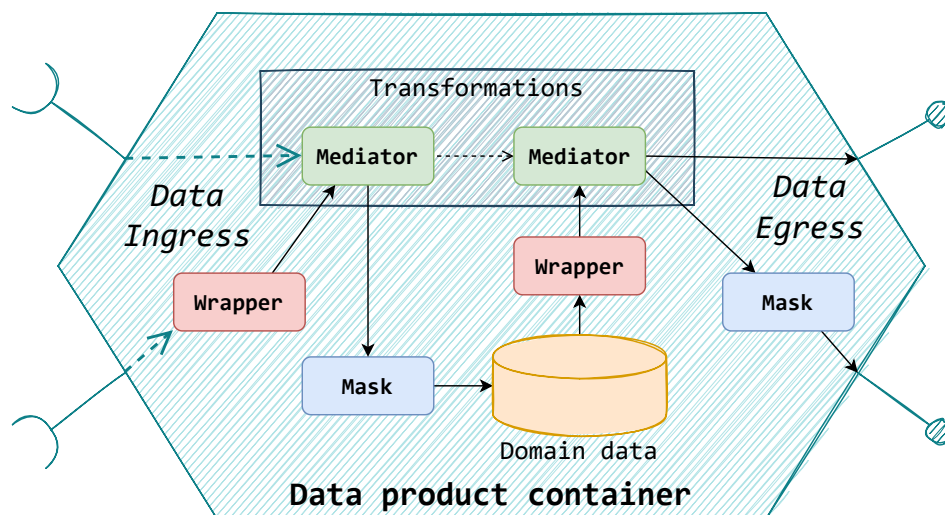 Transformations
Mediator
Mediator
Data
Ingress
Data
Egress
Wrapper
Wrapper
Mask
Mask
Domain data
Data product container